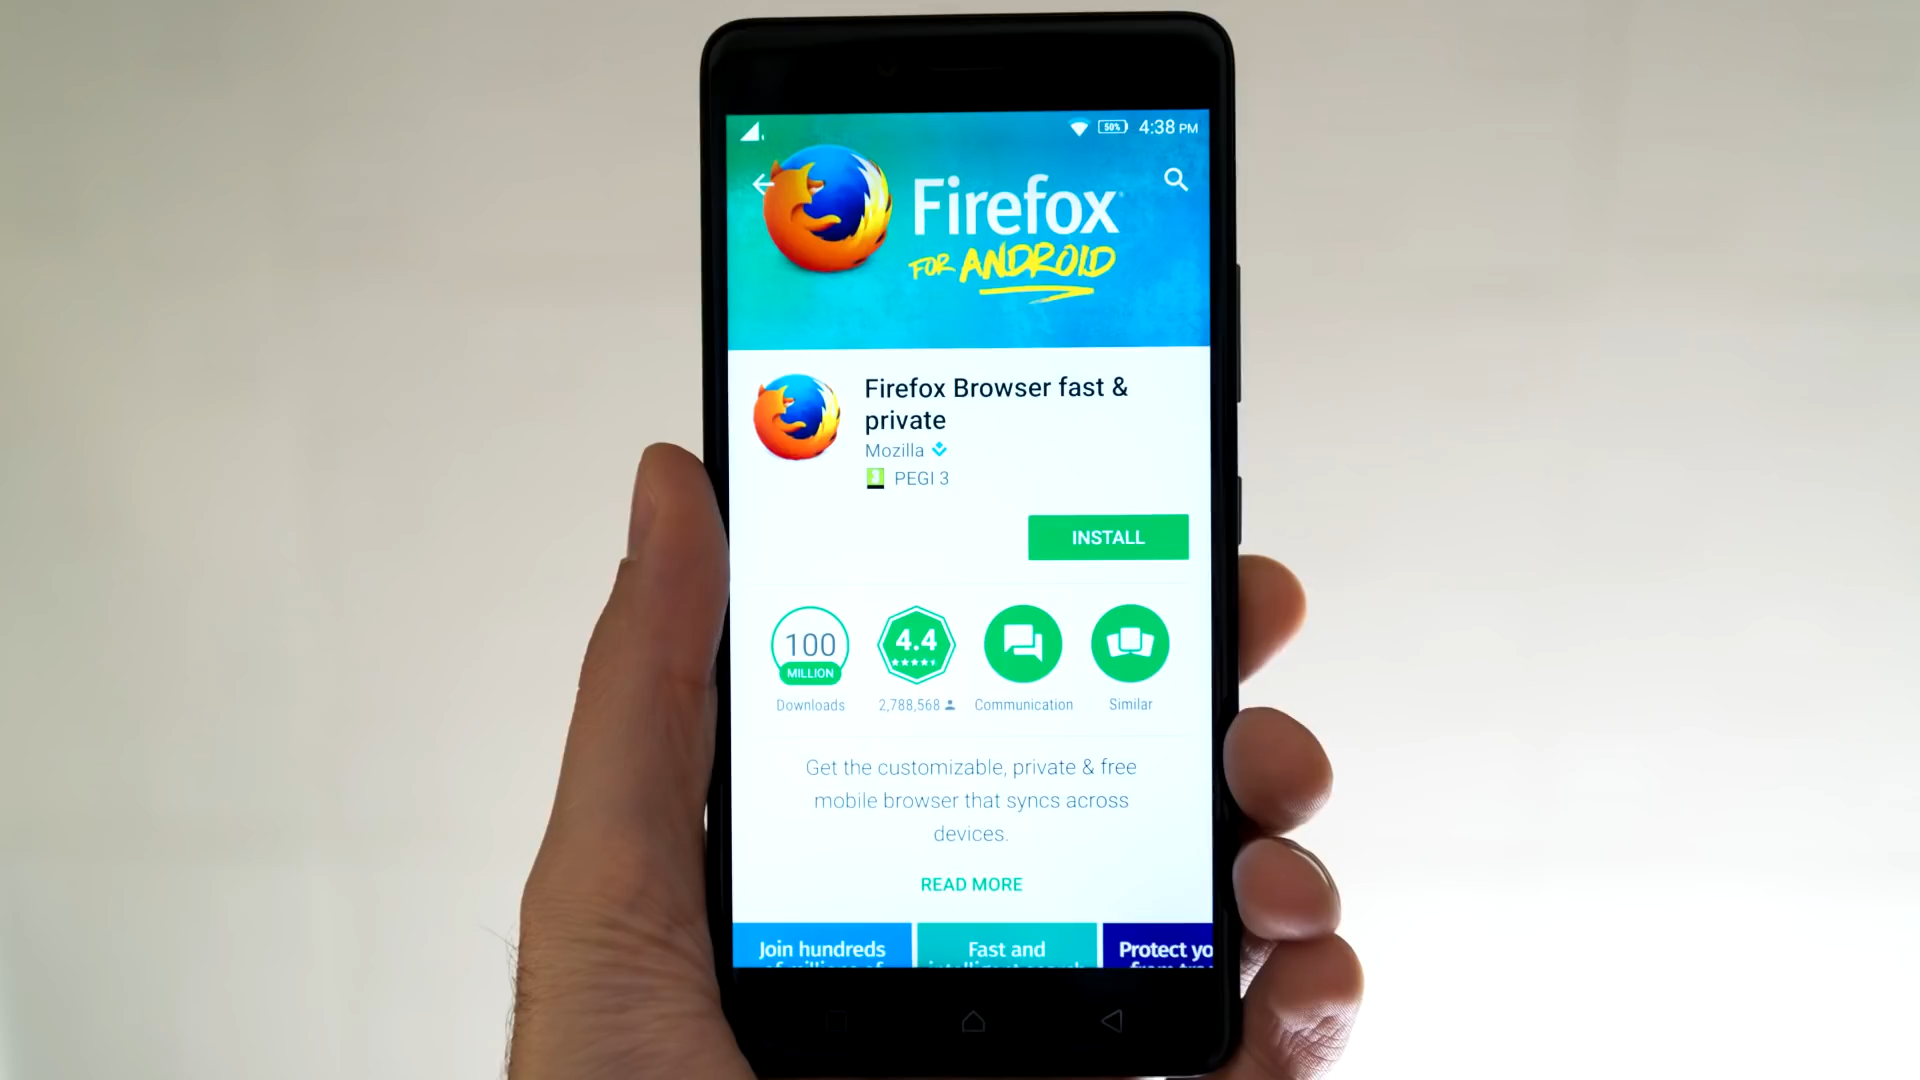 50% 4:38 PM
Firefox
FOR ANDROID
Firefox Browser fast &
private
Mozilla
PEGI 3
INSTALL
100
MILLION
4.4
Downloads
2,788,568
Communication
Similar
Get the customizable, private & free
mobile browser that syncs across
devices.
READ MORE
Join hundreds
Fast and
Protect yo